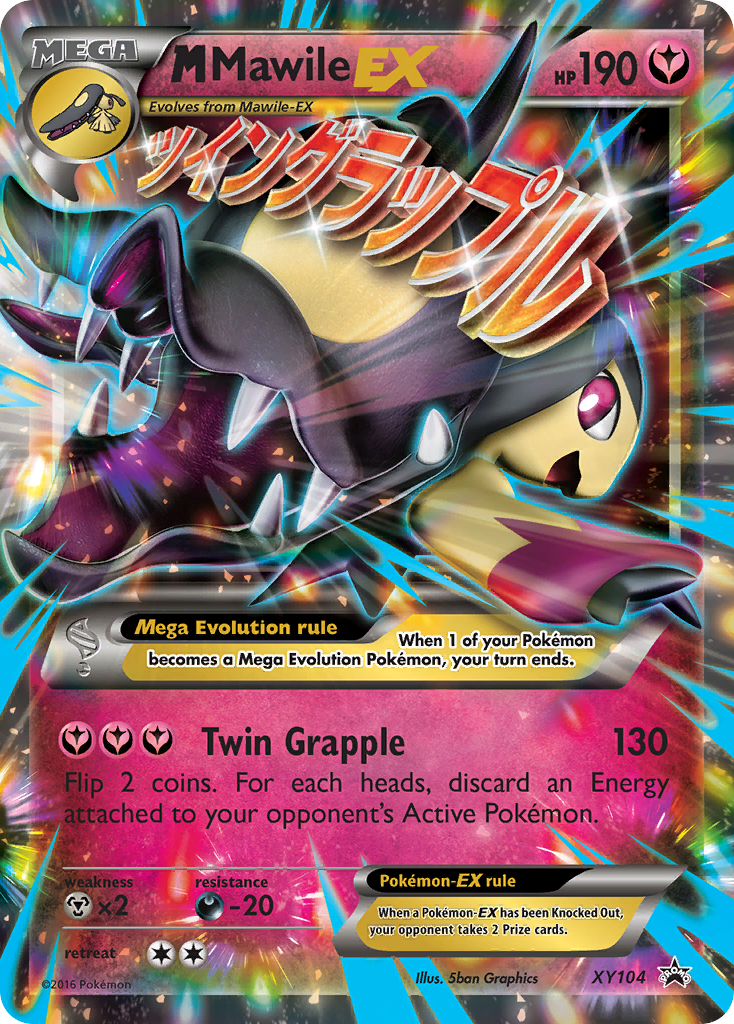 MEGA
MMawileEX
HP190
Evolves from Mawile-EX
ツイングラップル
Mega Evolution rule
When 1 of your Pokémon
becomes a Mega Evolution Pokémon, your turn ends.
Twin Grapple 130
Flip 2 coins. For each heads, discard an Energy
attached to your opponent's Active Pokémon.
weakness resistance
×2 -20
retreat
Pokémon-EX rule
When a Pokémon-EX has been Knocked Out,
your opponent takes 2 Prize cards.
©2016 Pokémon
Illus. 5ban Graphics
XY104
PROMO